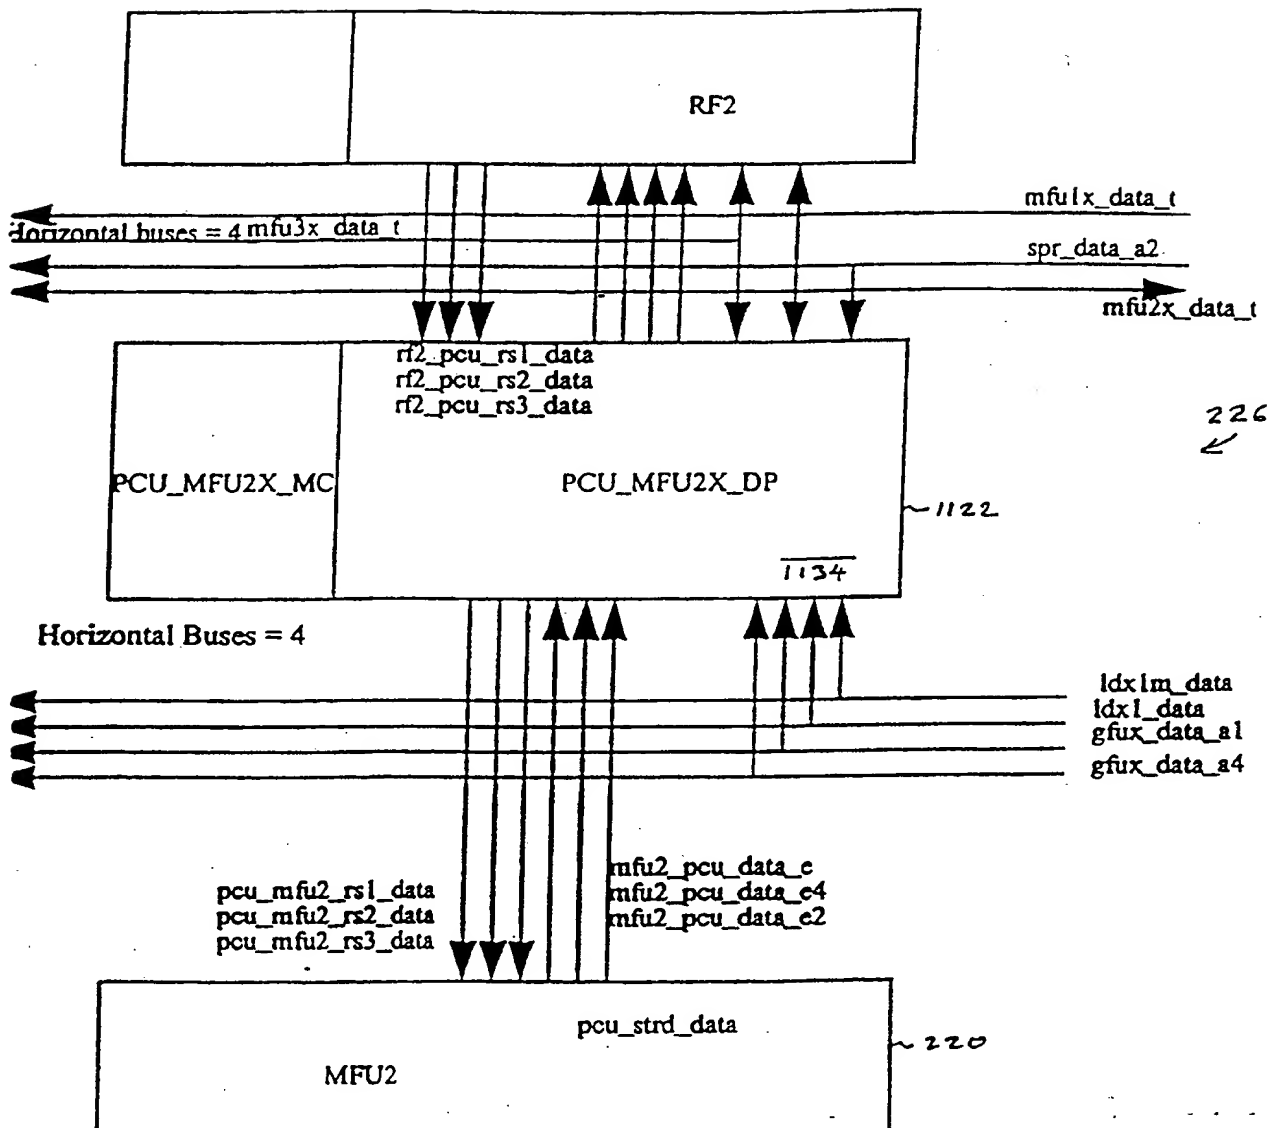 RF2
mfu1x_data_t
Horizontal buses = 4 mfu3x_data_t
spr_data_a2
mfu2x_data_t
rf2_pcu_rs1_data
rf2_pcu_rs2_data
rf2_pcu_rs3_data
226
PCU_MFU2X_MC
PCU_MFU2X_DP
1122
1134
Horizontal Buses = 4
ldx1m_data
ldx1_data
gfux_data_a1
gfux_data_a4
mfu2_pcu_data_e
mfu2_pcu_data_e4
mfu2_pcu_data_e2
pcu_mfu2_rs1_data
pcu_mfu2_rs2_data
pcu_mfu2_rs3_data
pcu_strd_data
220
MFU2